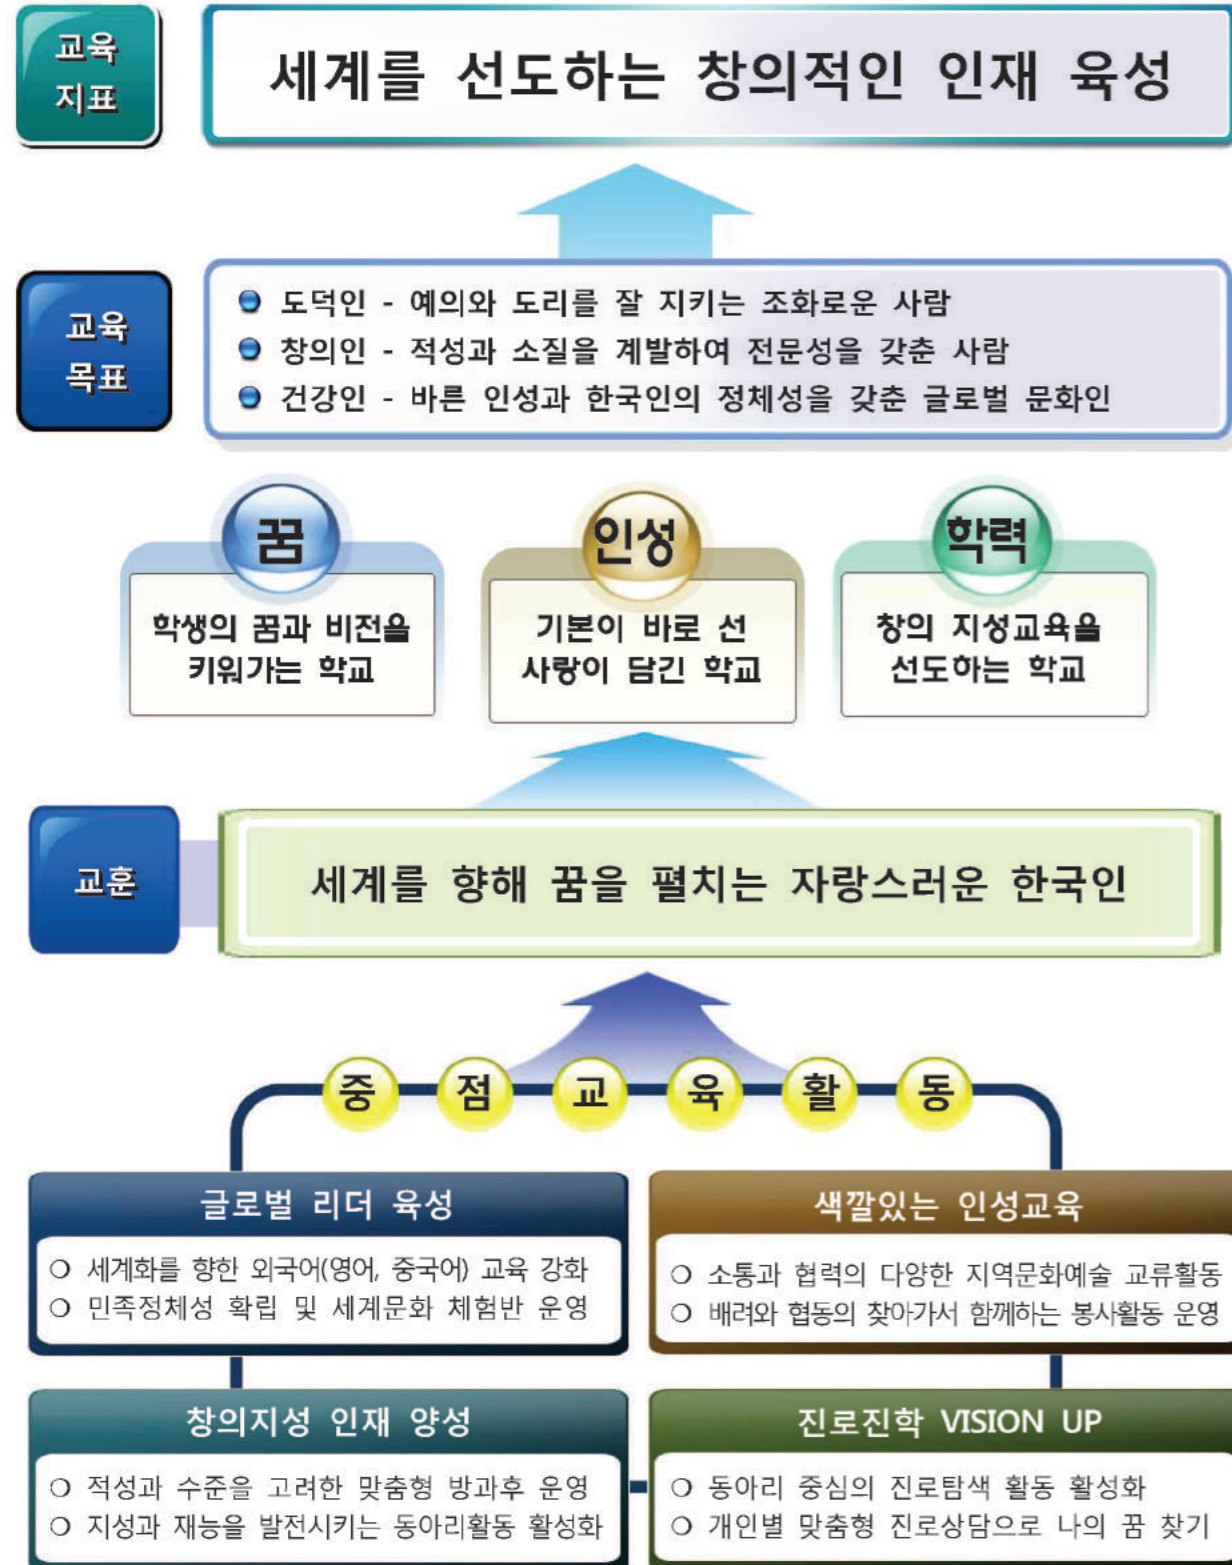 교육
지표
세계를 선도하는 창의적인 인재 육성
교육
목표
도덕인 - 예의와 도리를 잘 지키는 조화로운 사람
창의인 - 적성과 소질을 계발하여 전문성을 갖춘 사람
건강인 - 바른 인성과 한국인의 정체성을 갖춘 글로벌 문화인
꿈
학생의 꿈과 비전을
키워가는 학교
인성
기본이 바로 선
사랑이 담긴 학교
학력
창의 지성교육을
선도하는 학교
교훈
세계를 향해 꿈을 펼치는 자랑스러운 한국인
중점교육활동
글로벌 리더 육성
○ 세계화를 향한 외국어(영어, 중국어) 교육 강화
○ 민족정체성 확립 및 세계문화 체험반 운영
색깔있는 인성교육
○ 소통과 협력의 다양한 지역문화예술 교류활동
○ 배려와 협동의 찾아가서 함께하는 봉사활동 운영
창의지성 인재 양성
○ 적성과 수준을 고려한 맞춤형 방과후 운영
○ 지성과 재능을 발전시키는 동아리활동 활성화
진로진학 VISION UP
○ 동아리 중심의 진로탐색 활동 활성화
○ 개인별 맞춤형 진로상담으로 나의 꿈 찾기